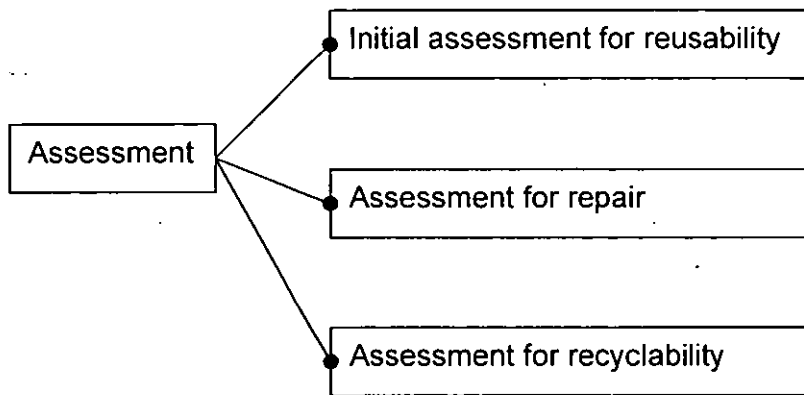 Initial assessment for reusability
Assessment
Assessment for repair
Assessment for recyclability